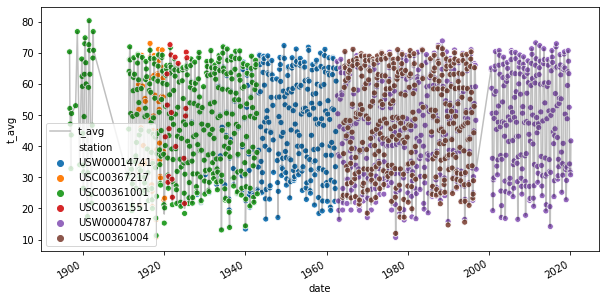 80
70
60
50
40
30
20
10
t_avg
t_avg
station
USW00014741
USC00367217
USC00361001
USC00361551
USW00004787
USC00361004
1900
1920
1940
1960
1980
2000
2020
date